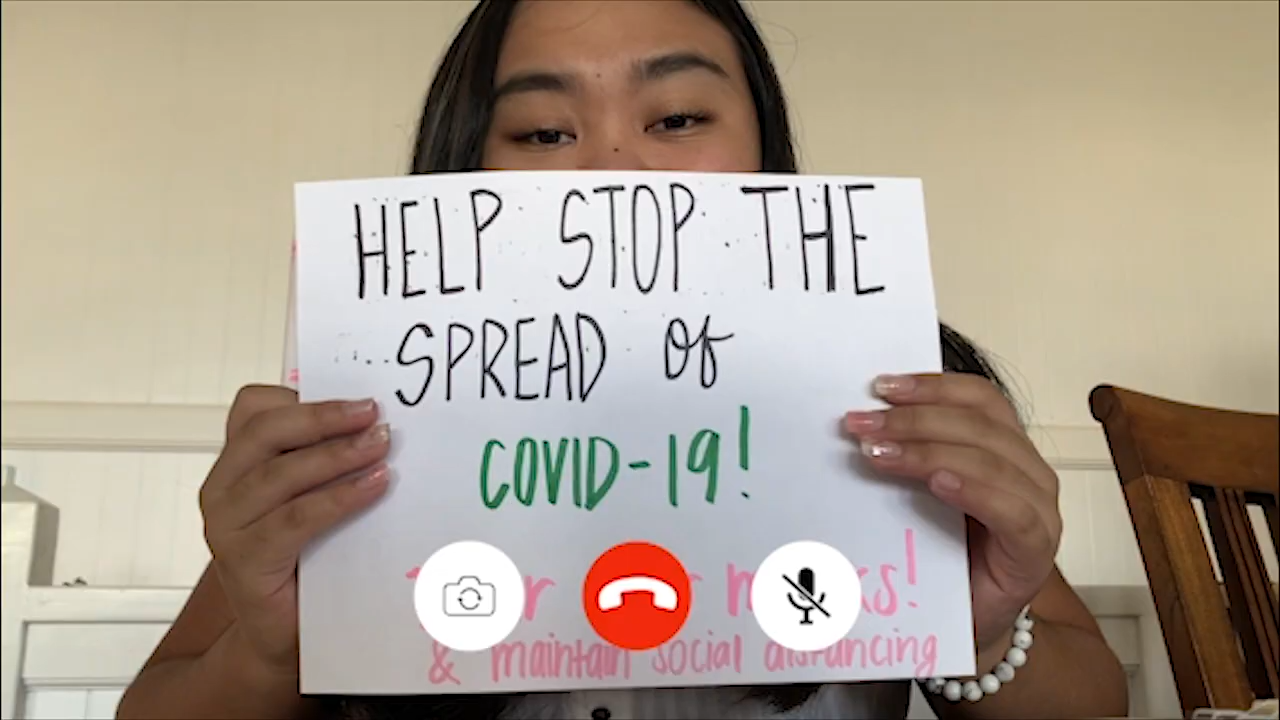 HELP STOP THE
SPREAD of
COVID-19!
& maintain social distancing